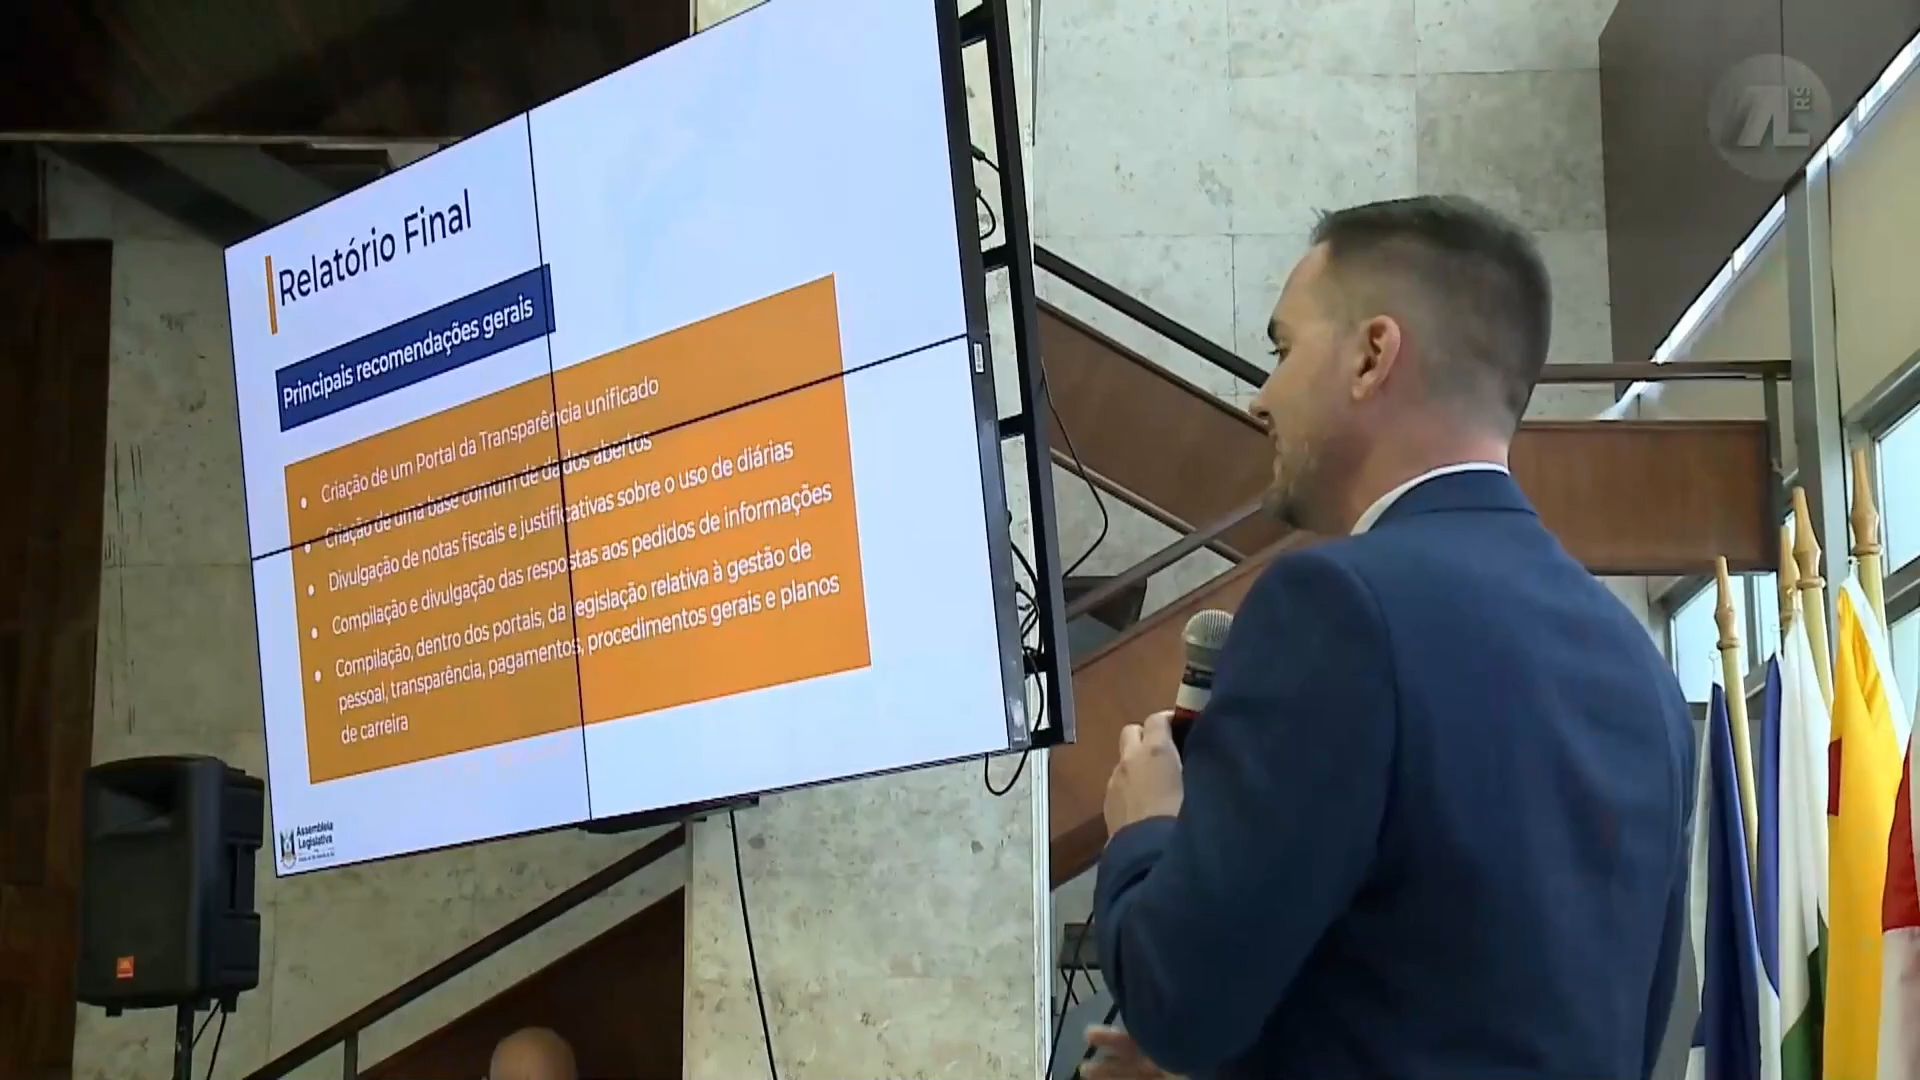 Relatório Final
Principais recomendações gerais
• Criação de um Portal da Transparência unificado
• Criação de uma base comum de dados abertos
• Divulgação de notas fiscais e justificativas sobre o uso de diárias
• Compilação e divulgação das respostas aos pedidos de informações
• Compilação, dentro dos portais, da legislação relativa à gestão de
pessoal, transparência, pagamentos, procedimentos gerais e planos
de carreira
Assembleia
Legislativa
JBL
RS